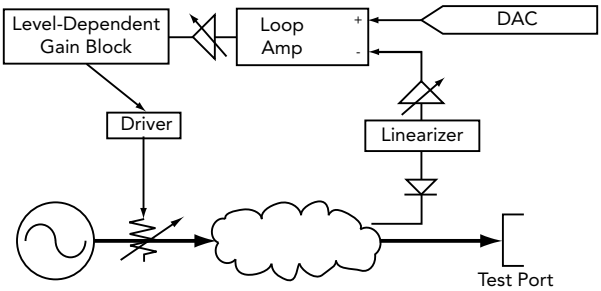 Level-Dependent
Gain Block
Loop
Amp
+
-
DAC
Driver
Linearizer
Test Port